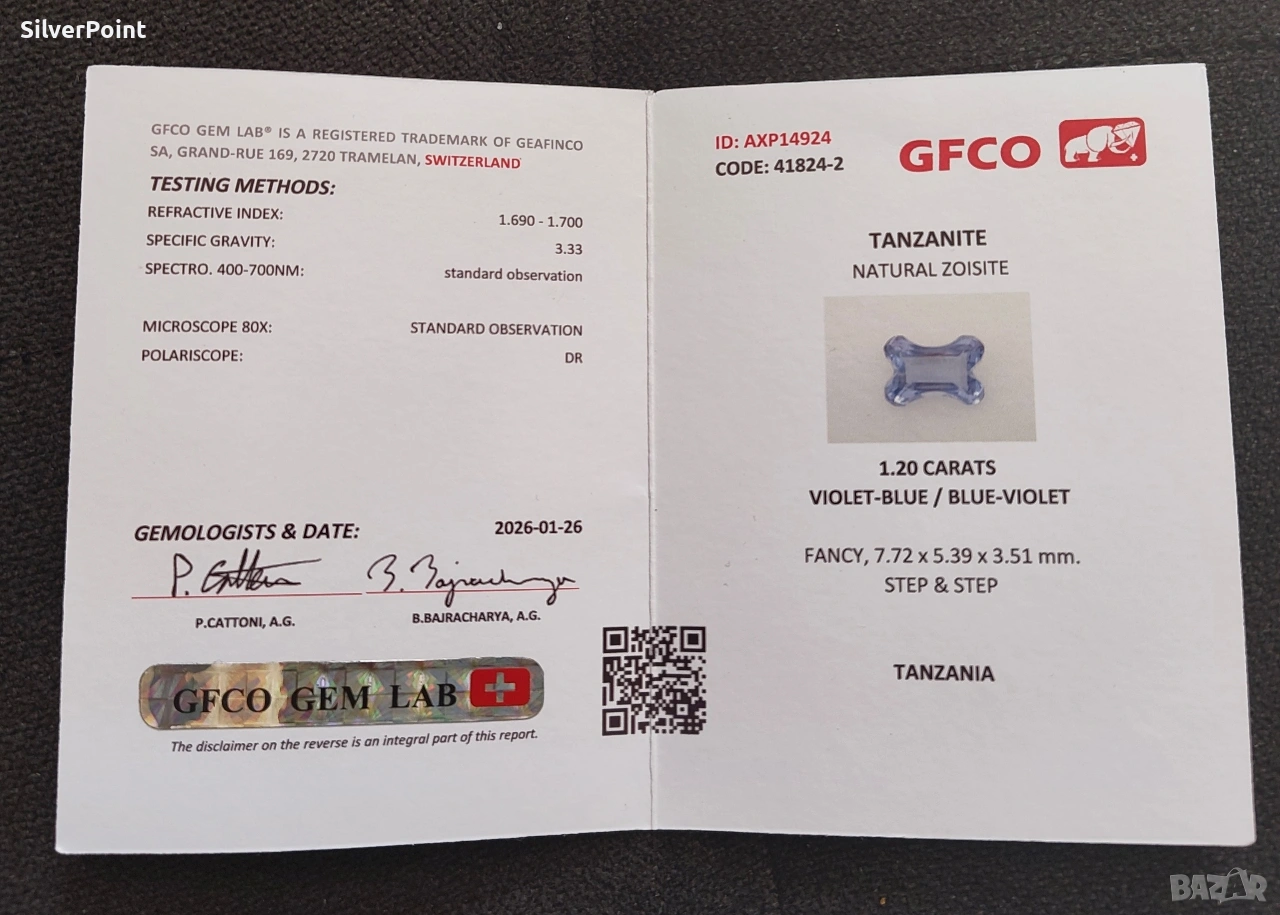 SilverPoint
GFCO GEM LAB® IS A REGISTERED TRADEMARK OF GEAFINCO
SA, GRAND-RUE 169, 2720 TRAMELAN, SWITZERLAND
TESTING METHODS:
REFRACTIVE INDEX: 1.690 - 1.700
SPECIFIC GRAVITY: 3.33
SPECTRO. 400-700NM: standard observation
MICROSCOPE 80X: STANDARD OBSERVATION
POLARISCOPE: DR
GEMOLOGISTS & DATE: 2026-01-26
P. Cattoni B. Bajracharya
P.CATTONI, A.G. B.BAJRACHARYA, A.G.
GFCO GEM LAB
The disclaimer on the reverse is an integral part of this report.
ID: AXP14924
CODE: 41824-2
GFCO
TANZANITE
NATURAL ZOISITE
1.20 CARATS
VIOLET-BLUE / BLUE-VIOLET
FANCY, 7.72 x 5.39 x 3.51 mm.
STEP & STEP
TANZANIA
BAZAR